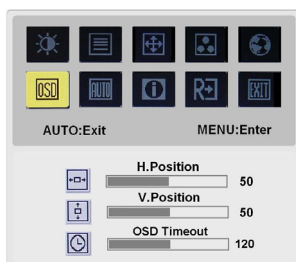 OSD AUTO i R EXIT
AUTO:Exit MENU:Enter
H.Position
50
V.Position
50
OSD Timeout
120